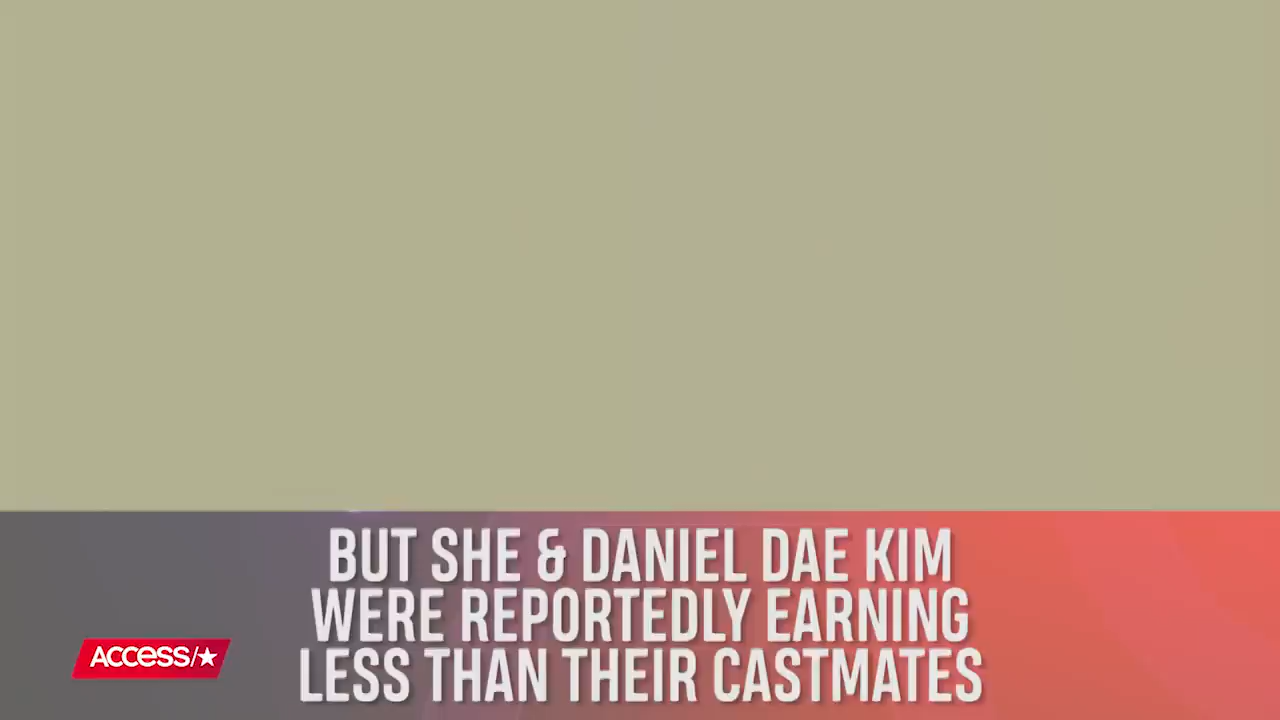 BUT SHE & DANIEL DAE KIM
WERE REPORTEDLY EARNING
LESS THAN THEIR CASTMATES
ACCESS/★